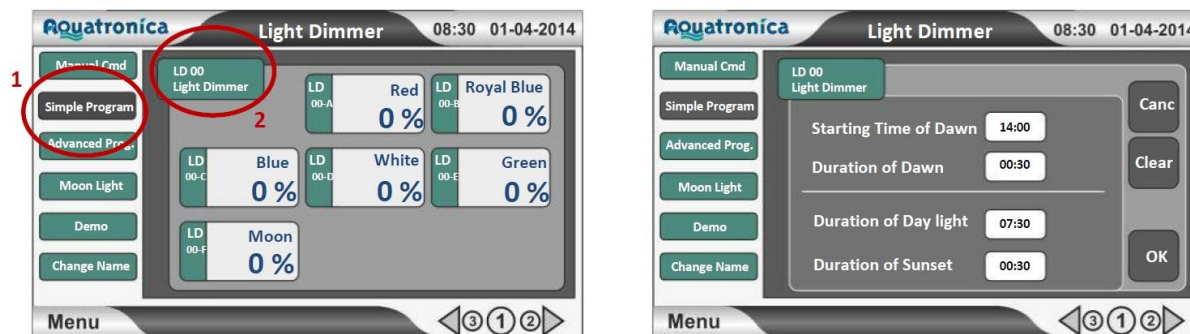 Aquatronica
Light Dimmer
08:30 01-04-2014
1
Manual Cmd
Simple Program
Advanced Prog.
Moon Light
Demo
Change Name
LD 00
Light Dimmer
2
LD
00-A
Red
0 %
LD
00-B
Royal Blue
0 %
LD
00-C
Blue
0 %
LD
00-D
White
0 %
LD
00-E
Green
0 %
LD
00-F
Moon
0 %
Menu
3 1 2
Aquatronica
Light Dimmer
08:30 01-04-2014
Manual Cmd
Simple Program
Advanced Prog.
Moon Light
Demo
Change Name
LD 00
Light Dimmer
Starting Time of Dawn 14:00
Duration of Dawn 00:30
Duration of Day light 07:30
Duration of Sunset 00:30
Canc
Clear
OK
Menu
3 1 2